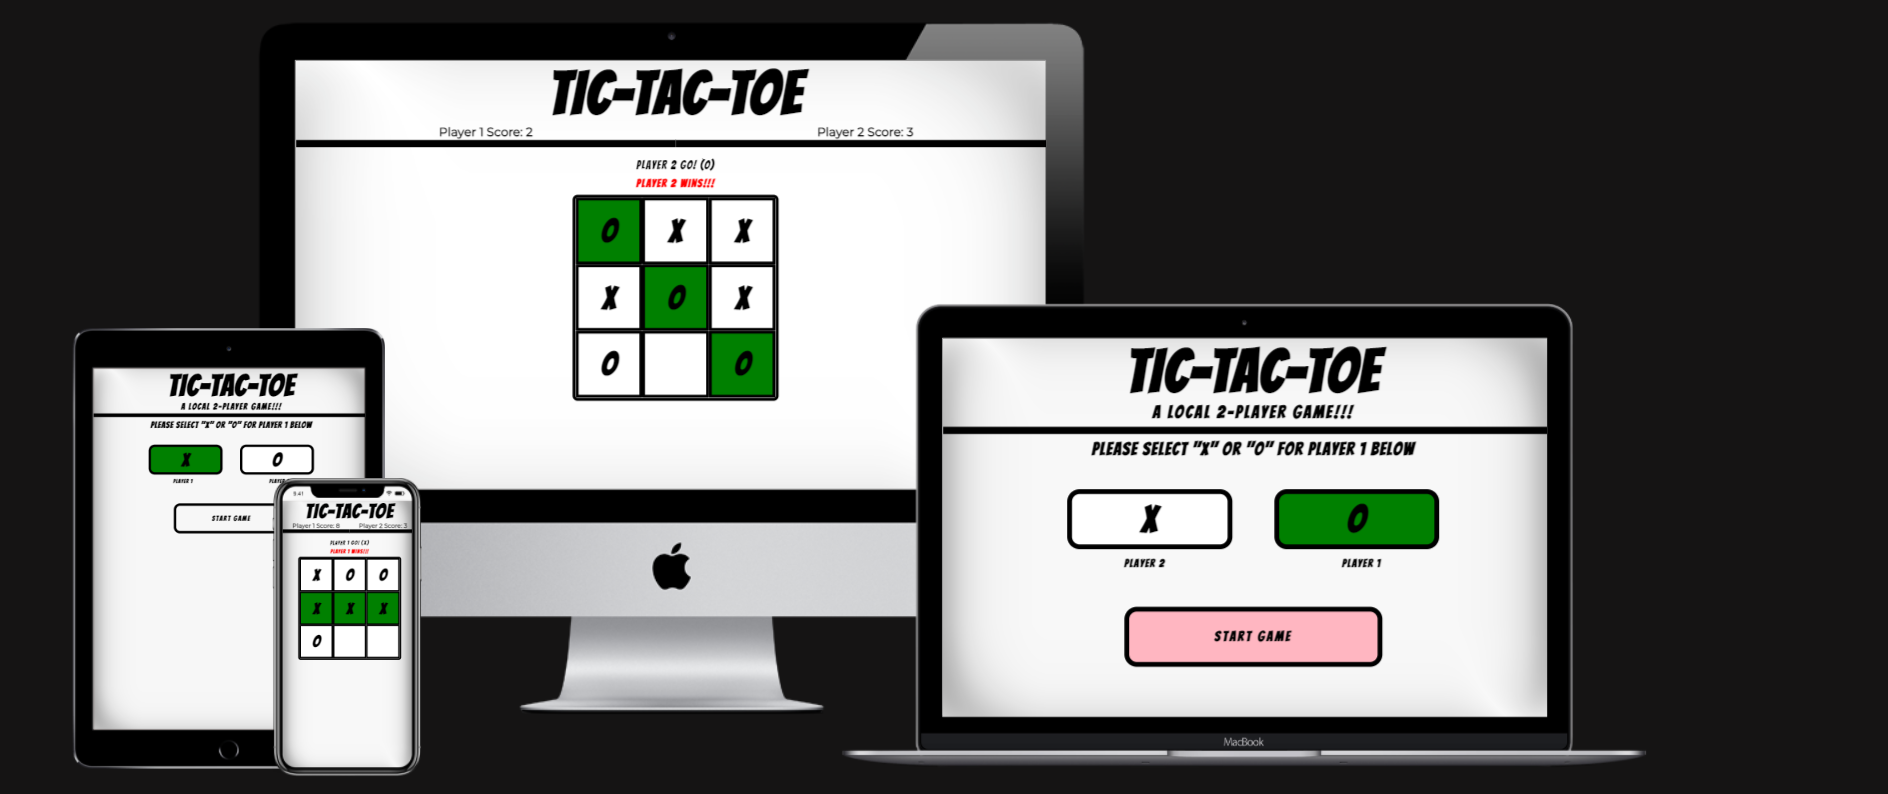 TIC-TAC-TOE
Player 1 Score: 2
Player 2 Score: 3
PLAYER 2 GO! (O)
PLAYER 2 WINS!!!
O X X
X O X
O O
TIC-TAC-TOE
A LOCAL 2-PLAYER GAME!!!
PLEASE SELECT "X" OR "O" FOR PLAYER 1 BELOW
X O
PLAYER 1
START GAME
9:41
TIC-TAC-TOE
Player 1 Score: 8 Player 2 Score: 3
PLAYER 1 GO! (X)
PLAYER 1 WINS!!!
X O O
X X X
O
TIC-TAC-TOE
A LOCAL 2-PLAYER GAME!!!
PLEASE SELECT "X" OR "O" FOR PLAYER 1 BELOW
X O
PLAYER 2 PLAYER 1
START GAME
MacBook